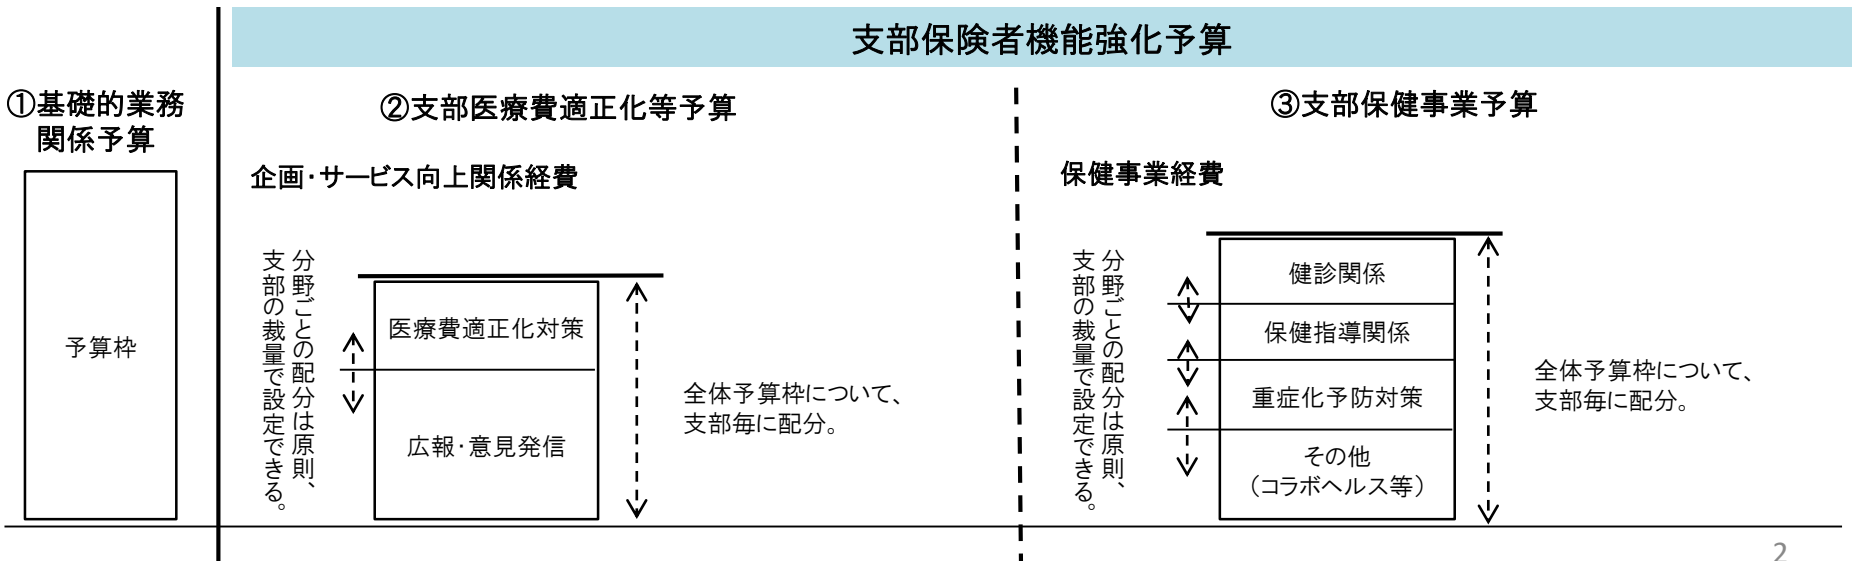 支部保険者機能強化予算
①基礎的業務
関係予算
予算枠
②支部医療費適正化等予算
企画・サービス向上関係経費
分野ごとの配分は原則、
支部の裁量で設定できる。
医療費適正化対策
広報・意見発信
全体予算枠について、
支部毎に配分。
③支部保健事業予算
保健事業経費
分野ごとの配分は原則、
支部の裁量で設定できる。
健診関係
保健指導関係
重症化予防対策
その他
（コラボヘルス等）
全体予算枠について、
支部毎に配分。
2